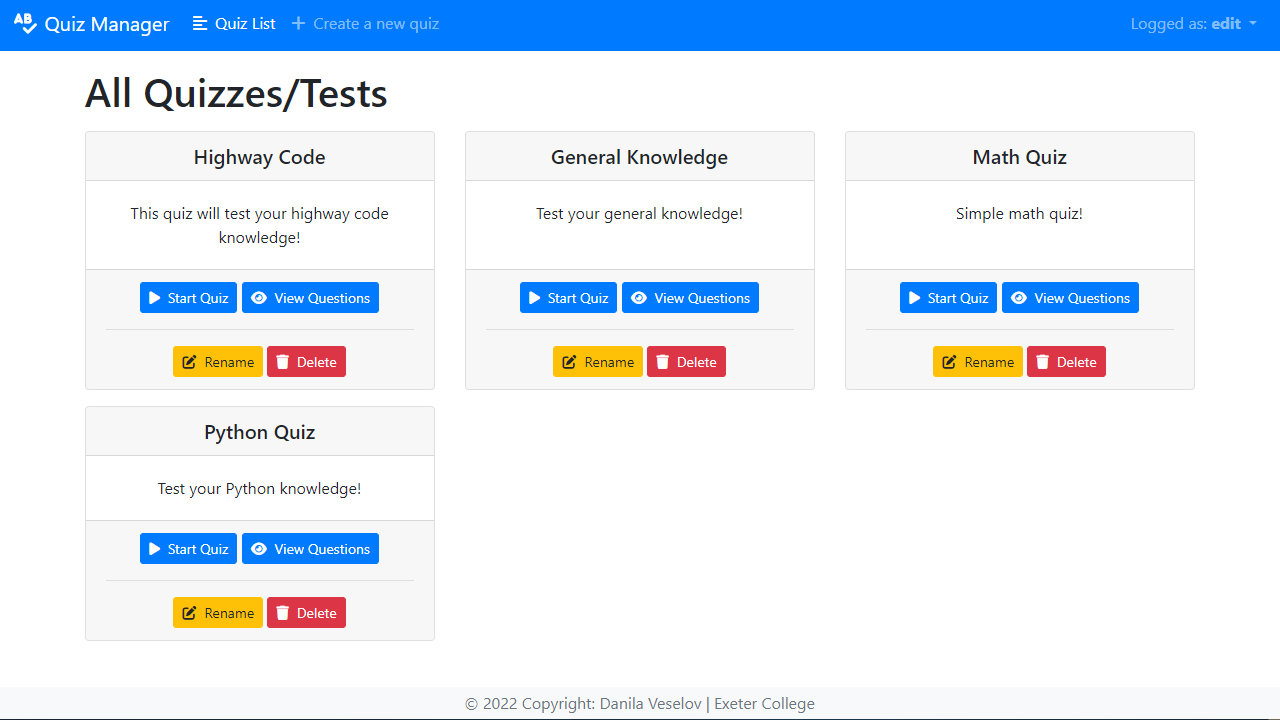 AB Quiz Manager Quiz List Create a new quiz Logged as: edit
All Quizzes/Tests
Highway Code
This quiz will test your highway code
knowledge!
Start Quiz View Questions
Rename Delete
General Knowledge
Test your general knowledge!
Start Quiz View Questions
Rename Delete
Math Quiz
Simple math quiz!
Start Quiz View Questions
Rename Delete
Python Quiz
Test your Python knowledge!
Start Quiz View Questions
Rename Delete
© 2022 Copyright: Danila Veselov | Exeter College